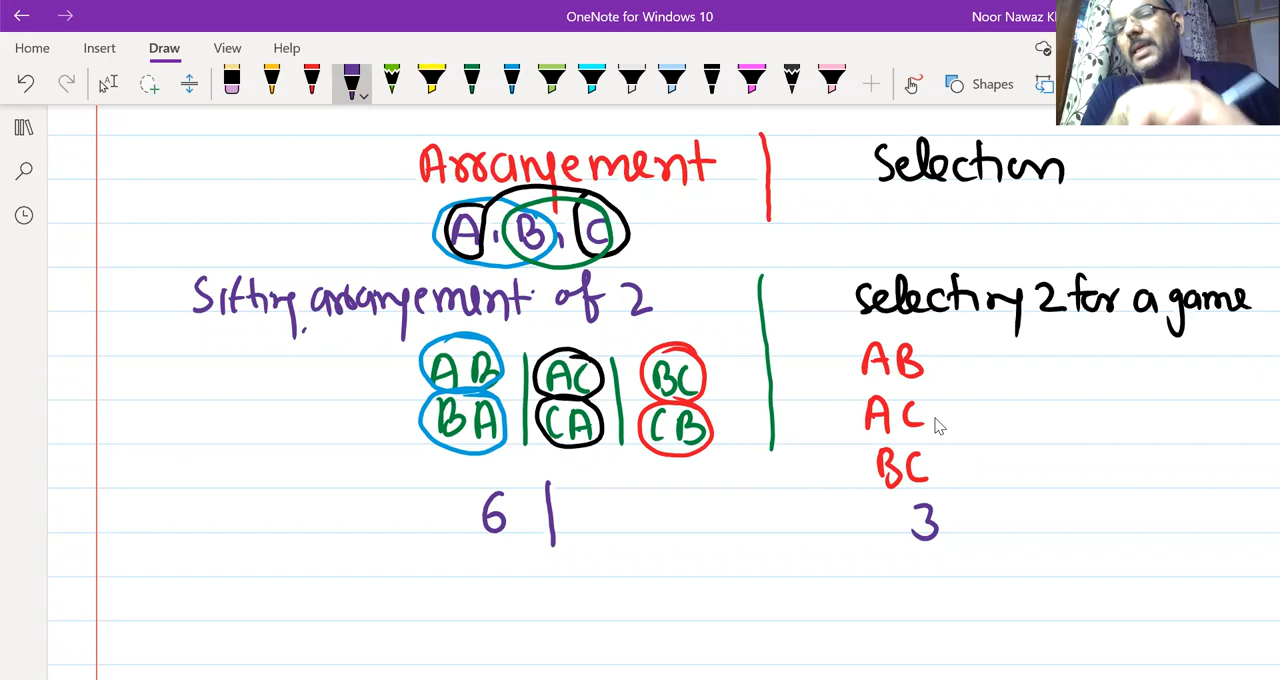 OneNote for Windows 10
Noor Nawaz Kh
Home Insert Draw View Help
Shapes
Arrangement | Selection
A, B, C
Sitting arrangement of 2
selecting 2 for a game
AB | AC | BC
BA | CA | CB
AB
AC
BC
6 |
3